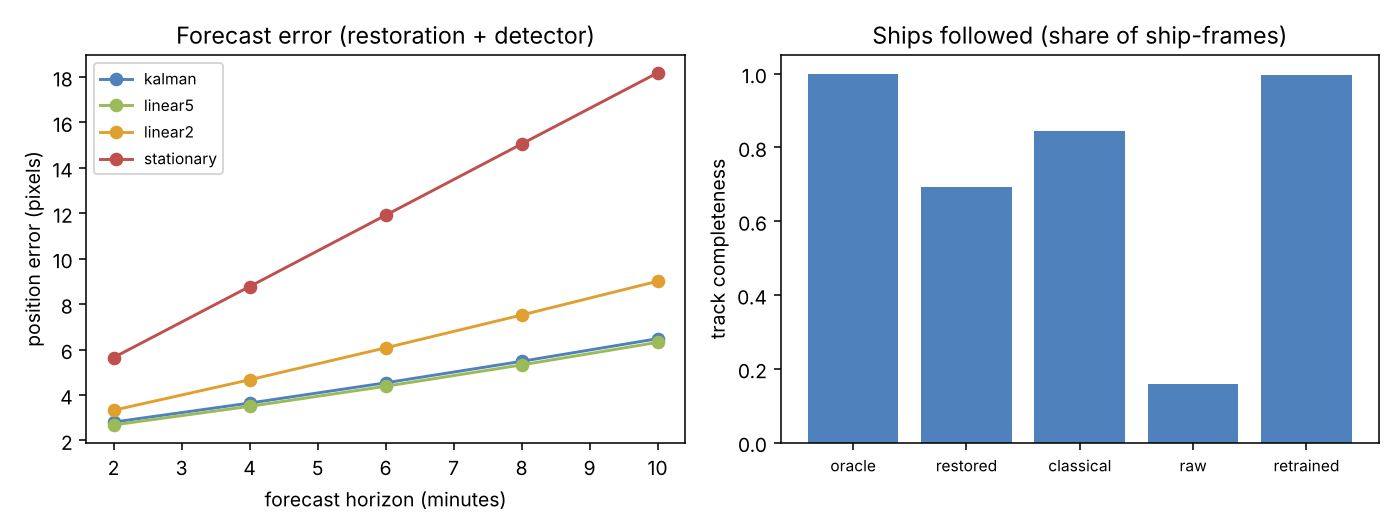 Forecast error (restoration + detector)
kalman
linear5
linear2
stationary
position error (pixels)
18
16
14
12
10
8
6
4
2
2 3 4 5 6 7 8 9 10
forecast horizon (minutes)
Ships followed (share of ship-frames)
track completeness
1.0
0.8
0.6
0.4
0.2
0.0
oracle restored classical raw retrained